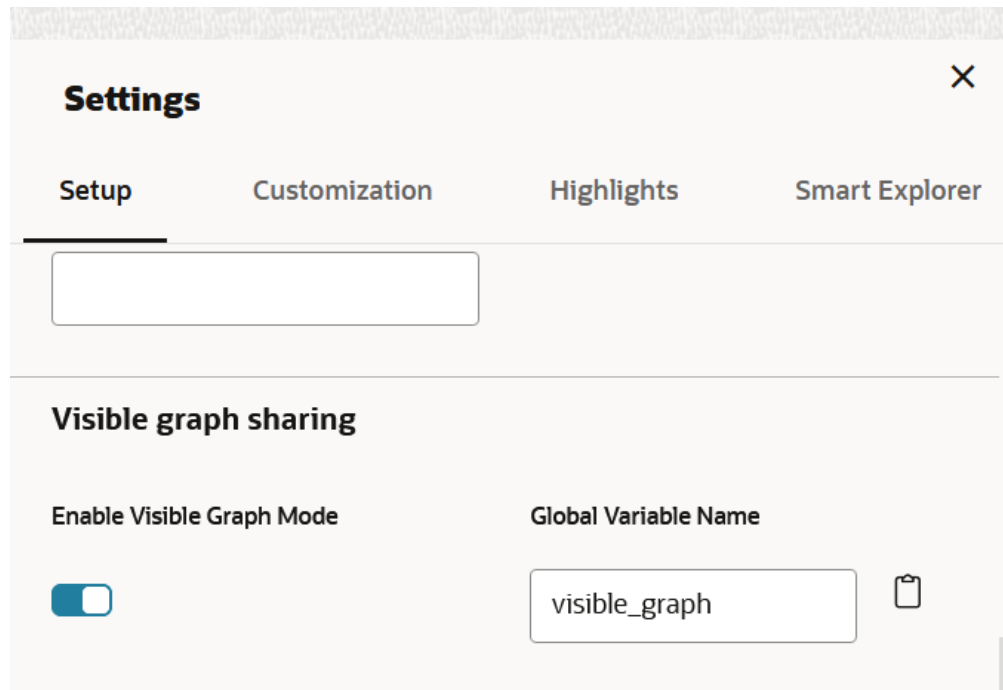 Settings
Setup Customization Highlights Smart Explorer
Visible graph sharing
Enable Visible Graph Mode Global Variable Name
visible_graph